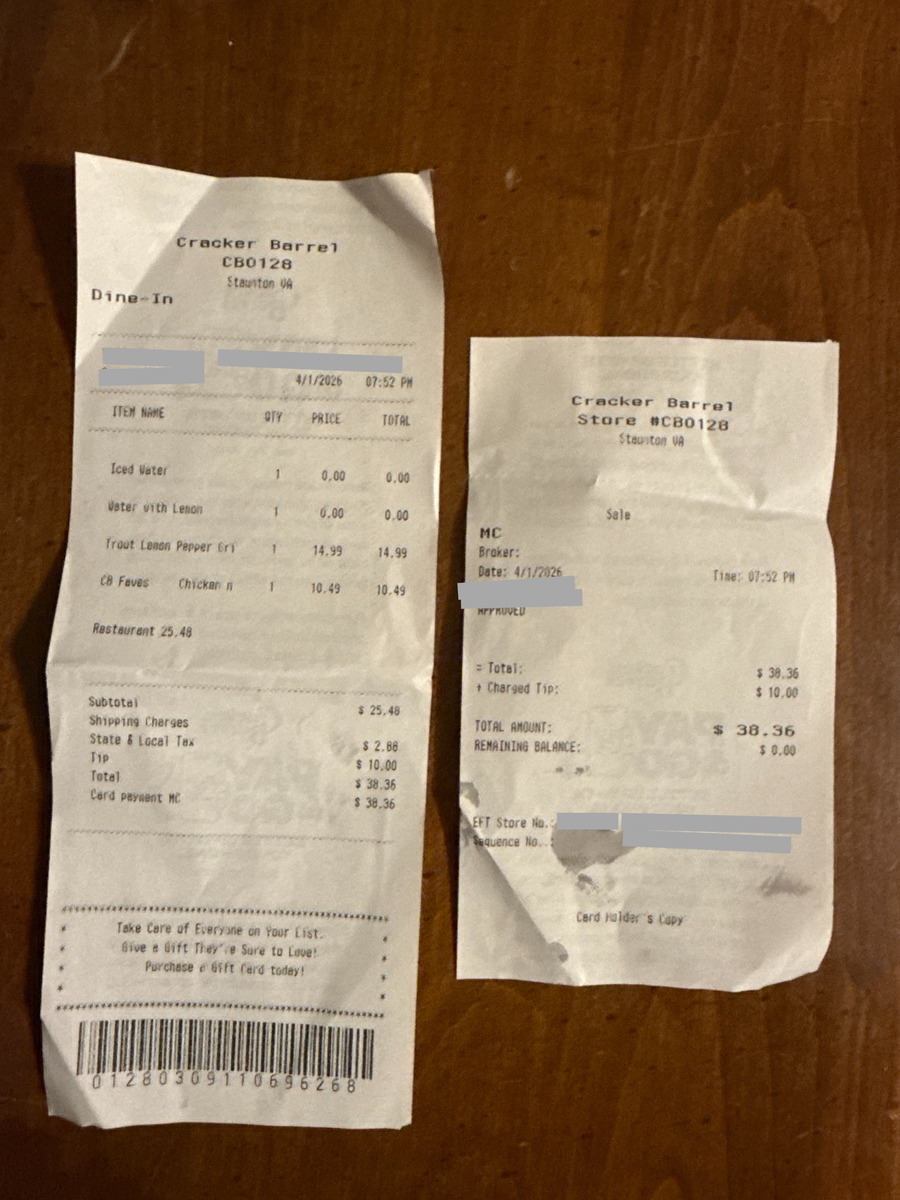 Cracker Barrel
CB0128
Staunton VA
Dine-In
4/1/2026 07:52 PM
ITEM NAME QTY PRICE TOTAL
Iced Water 1 0.00 0.00
Water with Lemon 1 0.00 0.00
Trout Lemon Pepper Gri 1 14.99 14.99
CB Faves Chicken n 1 10.49 10.49
Restaurant 25.48
Subtotal $ 25.48
Shipping Charges
State & Local Tax $ 2.88
Tip $ 10.00
Total $ 38.36
Card payment MC $ 38.36
Take Care of Everyone on Your List.
Give a Gift They're Sure to Love!
Purchase a Gift Card today!
01280309110696268
Cracker Barrel
Store #CB0128
Staunton VA
Sale
MC
Broker:
Date: 4/1/2026 Time: 07:52 PM
APPROVED
= Total: $ 38.36
+ Charged Tip: $ 10.00
TOTAL AMOUNT: $ 38.36
REMAINING BALANCE: $ 0.00
EFT Store No.:
Sequence No.:
Card Holder's Copy